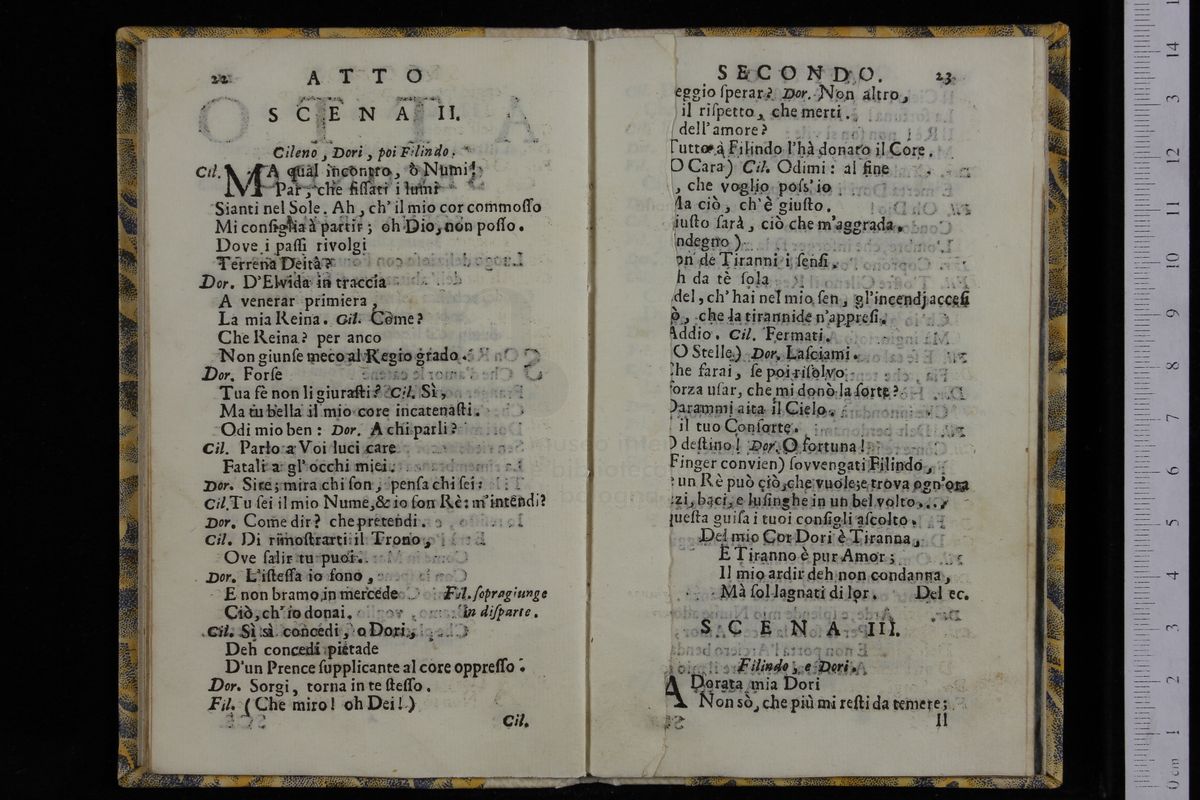 22 ATTO
SCENA II.
Cileno, Dori, poi Filindo.
Cil. MA qual incontro, ò Numi!
Par, che fiſſati i lumi
Sianti nel Sole. Ah, ch'il mio cor commoſſo
Mi conſiglia à partir; oh Dio, non poſſo.
Dove i paſſi rivolgi
Terrena Deità?
Dor. D'Elvida in traccia
A venerar primiera,
La mia Reina. Cil. Come?
Che Reina? per anco
Non giunſe meco al Regio grado.
Dor. Forſe
Tua fè non li giuraſti? Cil. Sì,
Ma tu bella il mio core incatenaſti.
Odi mio ben: Dor. A chi parli?
Cil. Parlo a Voi luci care
Fatali a gl'occhi miei.
Dor. Sire; mira chi ſon, penſa chi ſei:
Cil. Tu ſei il mio Nume, & io ſon Rè: m'intendi?
Dor. Come dir? che pretendi.
Cil. Di rimoſtrarti il Trono,
Ove ſalir tu puoi.
Dor. L'iſteſſa io ſono,
E non bramo in mercede Fil. ſopragiunge
Ciò, ch'io donai. in diſparte.
Cil. Sì sì concedi, o Dori,
Deh concedi pietade
D'un Prence ſupplicante al core oppreſſo.
Dor. Sorgi, torna in te ſteſſo.
Fil. (Che miro! oh Dei!)
Cil.
SECONDO. 23
eggio ſperar? Dor. Non altro,
il riſpetto, che merti.
dell'amore?
Tutto à Filindo l'hà donato il Core.
O Cara) Cil. Odimi: al fine
, che voglio poſs'io
Ma ciò, ch'è giuſto.
iuſto ſarà, ciò che m'aggrada.
ndegno)
on de Tiranni i ſenſi.
h da tè ſola
del, ch'hai nel mio ſen, gl'incendj acceſi
ò, che la tirannide n'appreſi.
Addio. Cil. Fermati.
O Stelle) Dor. Laſciami.
Che farai, ſe poi riſolvo
forza uſar, che mi donò la ſorte?
Darammi aita il Cielo.
il tuo Conſorte.
O deſtino! Dor. O fortuna!
Finger convien) ſovvengati Filindo,
e un Rè può ciò, che vuole; e trova ogn'ora
zi, baci, e luſinghe in un bel volto...
queſta guiſa i tuoi conſigli aſcolto.
Del mio Cor Dori è Tiranna,
E Tiranno è pur Amor;
Il mio ardir deh non condanna,
Mà ſol lagnati di lor. Del ec.
SCENA III.
Filindo, e Dori.
ADorata mia Dori
Non sò, che più mi reſti da temere;
Il